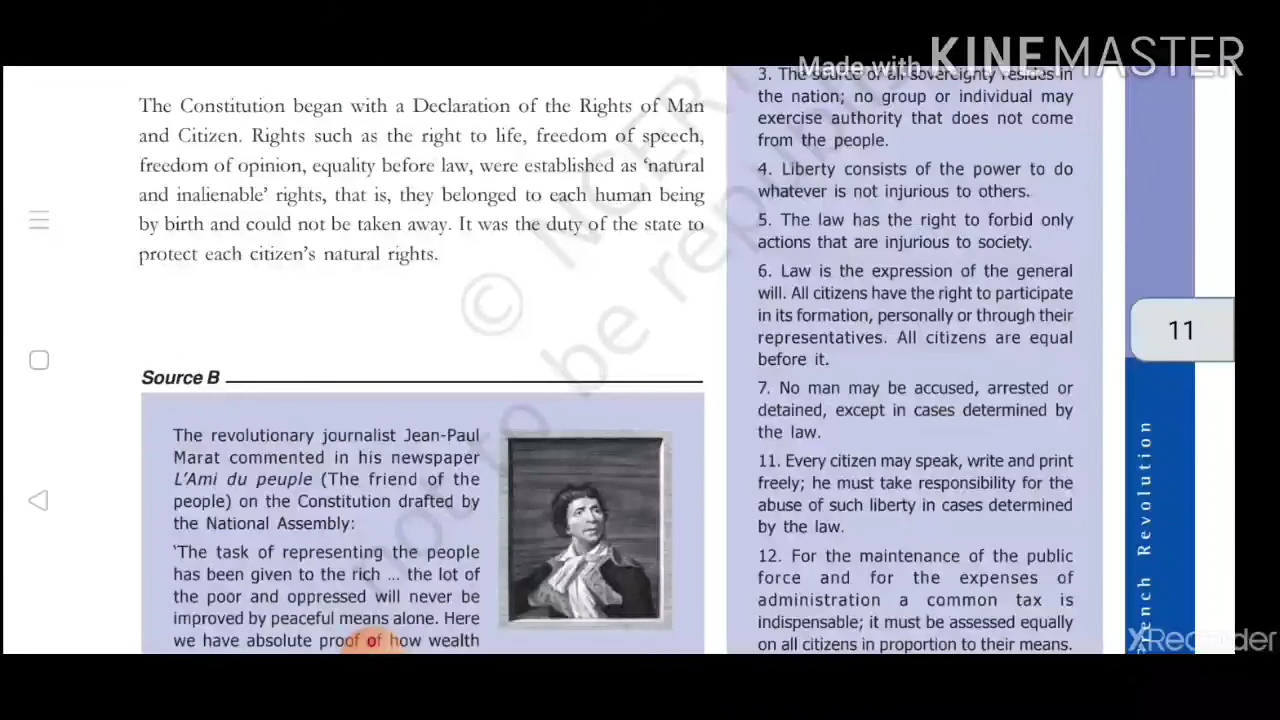 Made with KINEMASTER
The Constitution began with a Declaration of the Rights of Man
and Citizen. Rights such as the right to life, freedom of speech,
freedom of opinion, equality before law, were established as ‘natural
and inalienable’ rights, that is, they belonged to each human being
by birth and could not be taken away. It was the duty of the state to
protect each citizen’s natural rights.
Source B
The revolutionary journalist Jean-Paul
Marat commented in his newspaper
L’Ami du peuple (The friend of the
people) on the Constitution drafted by
the National Assembly:
‘The task of representing the people
has been given to the rich ... the lot of
the poor and oppressed will never be
improved by peaceful means alone. Here
we have absolute proof of how wealth
3. The source of all sovereignty resides in
the nation; no group or individual may
exercise authority that does not come
from the people.
4. Liberty consists of the power to do
whatever is not injurious to others.
5. The law has the right to forbid only
actions that are injurious to society.
6. Law is the expression of the general
will. All citizens have the right to participate
in its formation, personally or through their
representatives. All citizens are equal
before it.
7. No man may be accused, arrested or
detained, except in cases determined by
the law.
11. Every citizen may speak, write and print
freely; he must take responsibility for the
abuse of such liberty in cases determined
by the law.
12. For the maintenance of the public
force and for the expenses of
administration a common tax is
indispensable; it must be assessed equally
on all citizens in proportion to their means.
11
ench Revolution
© NCERT
not to be republis
XRecorder